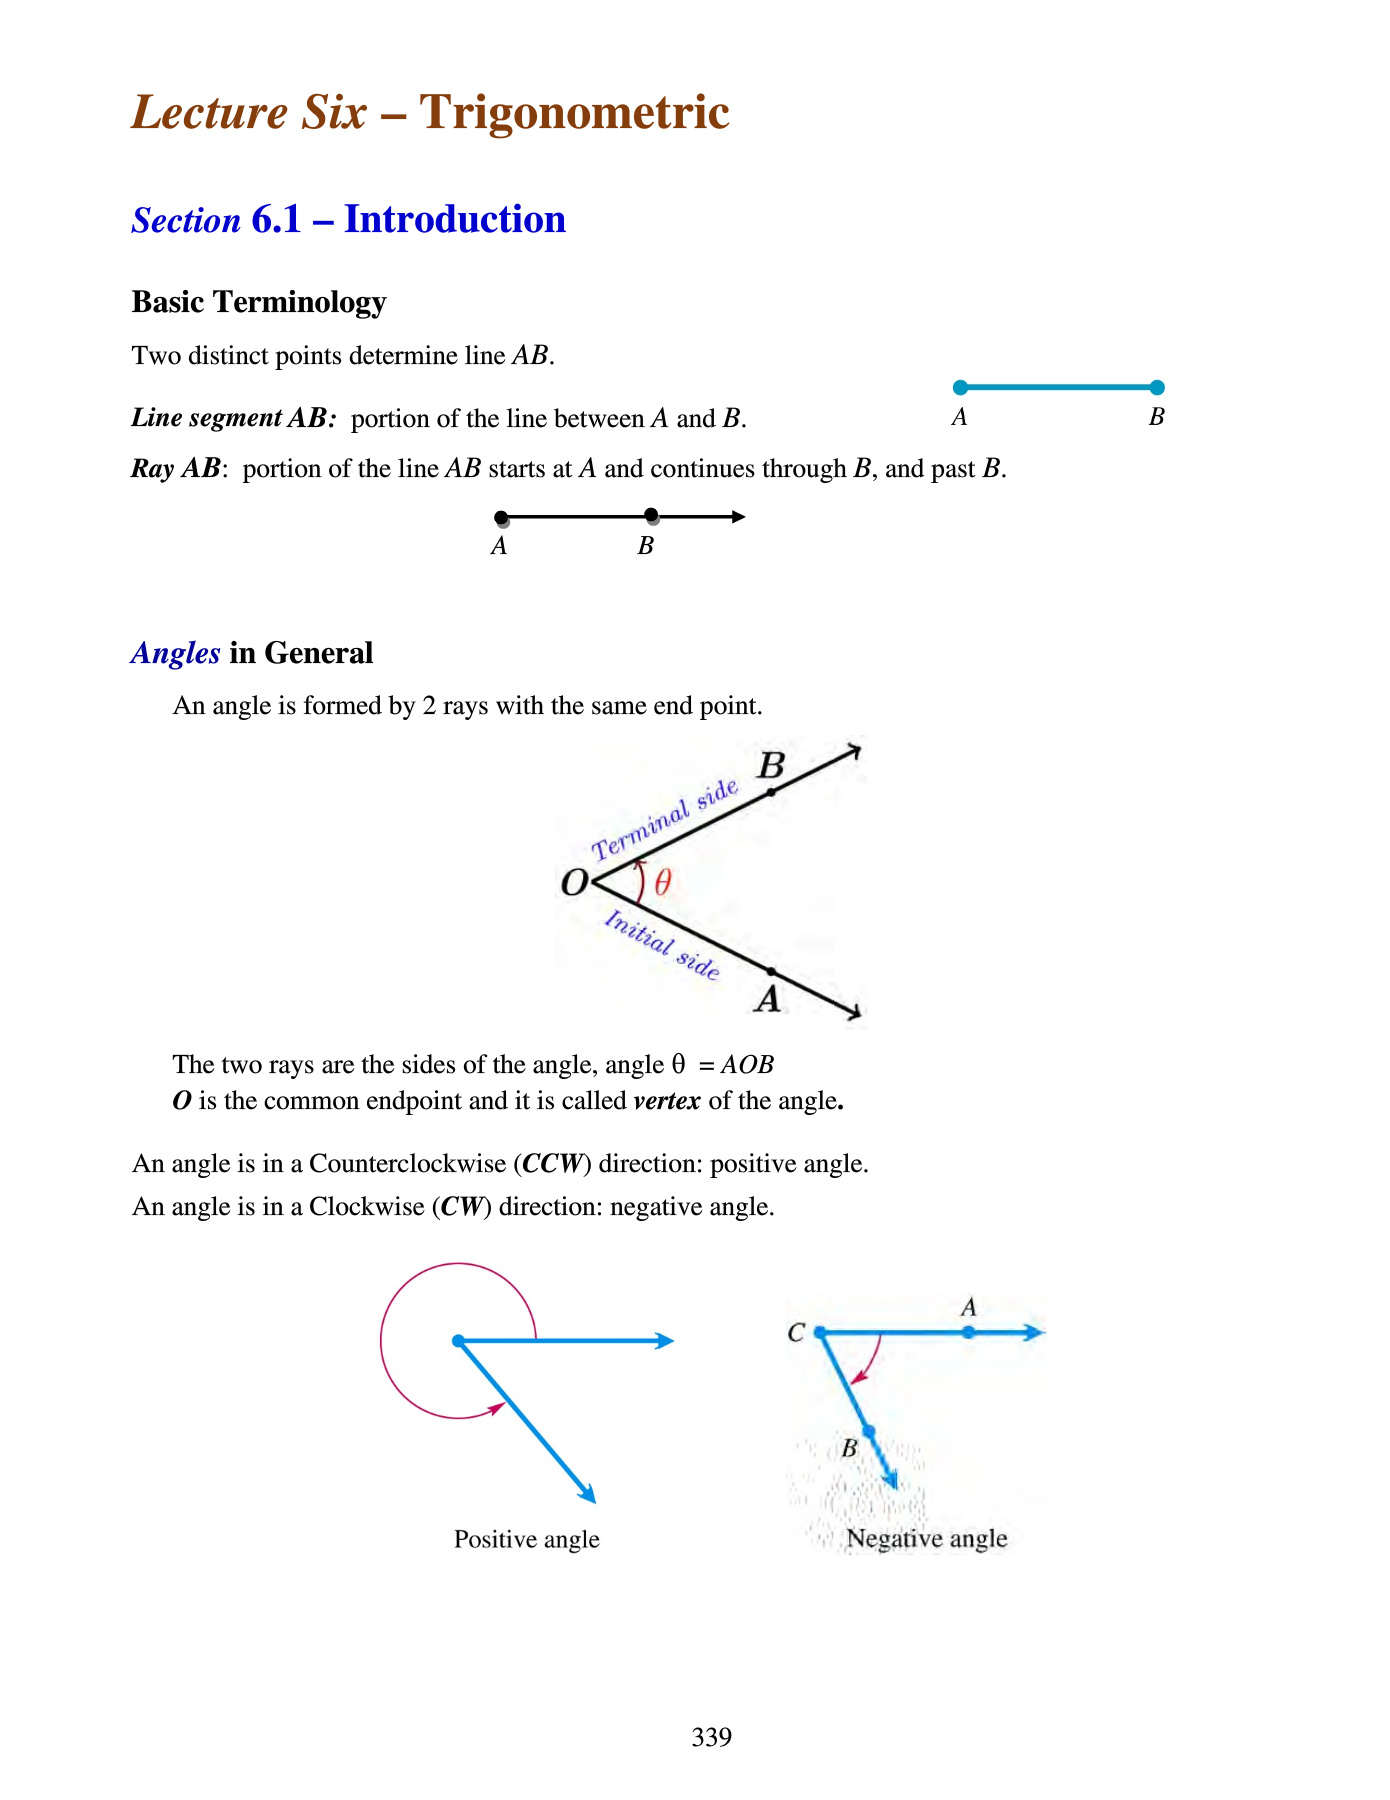 Lecture Six – Trigonometric
Section 6.1 – Introduction
Basic Terminology
Two distinct points determine line AB.
Line segment AB: portion of the line between A and B.
A B
Ray AB: portion of the line AB starts at A and continues through B, and past B.
A B
Angles in General
An angle is formed by 2 rays with the same end point.
B
Terminal side
O θ
Initial side
A
The two rays are the sides of the angle, angle θ = AOB
O is the common endpoint and it is called vertex of the angle.
An angle is in a Counterclockwise (CCW) direction: positive angle.
An angle is in a Clockwise (CW) direction: negative angle.
A
C
B
Positive angle
Negative angle
339